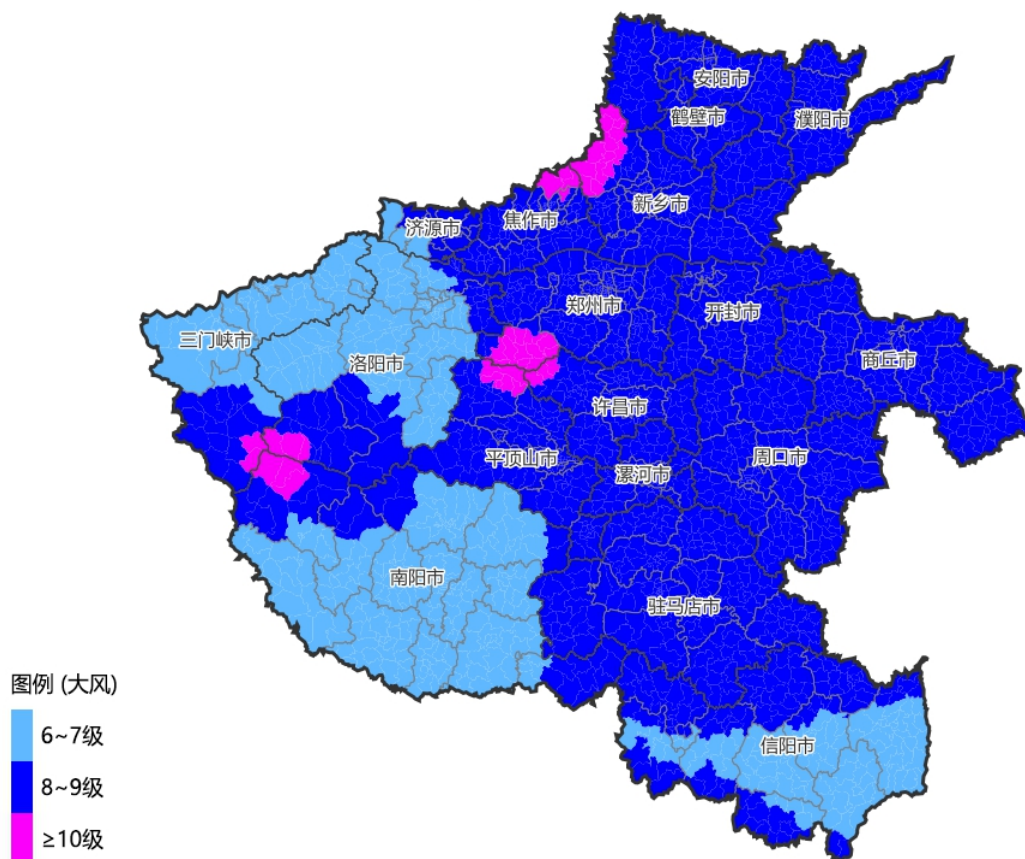 安阳市
鹤壁市
濮阳市
新乡市
焦作市
济源市
郑州市
开封市
三门峡市
洛阳市
商丘市
许昌市
平顶山市
漯河市
周口市
南阳市
驻马店市
信阳市
图例 (大风)
6~7级
8~9级
≥10级